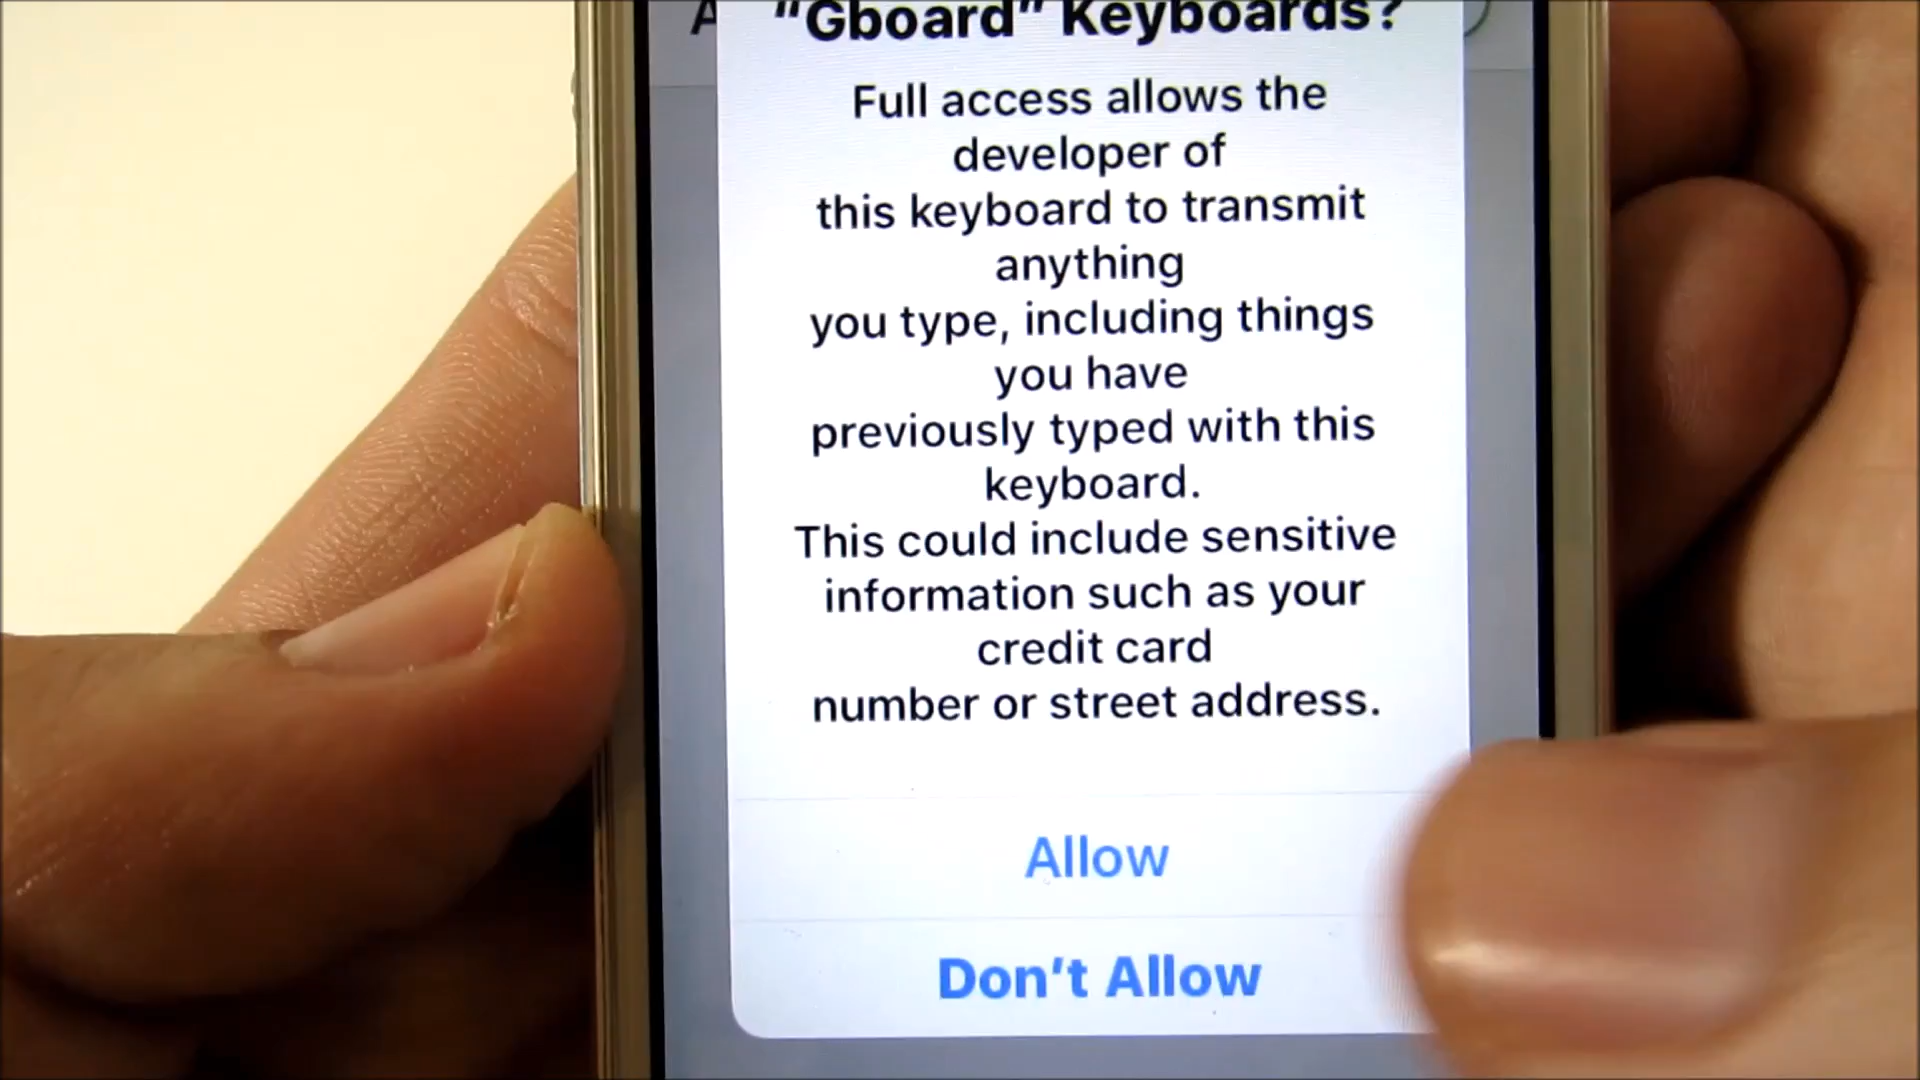 "Gboard" Keyboards?
Full access allows the
developer of
this keyboard to transmit
anything
you type, including things
you have
previously typed with this
keyboard.
This could include sensitive
information such as your
credit card
number or street address.
Allow
Don't Allow